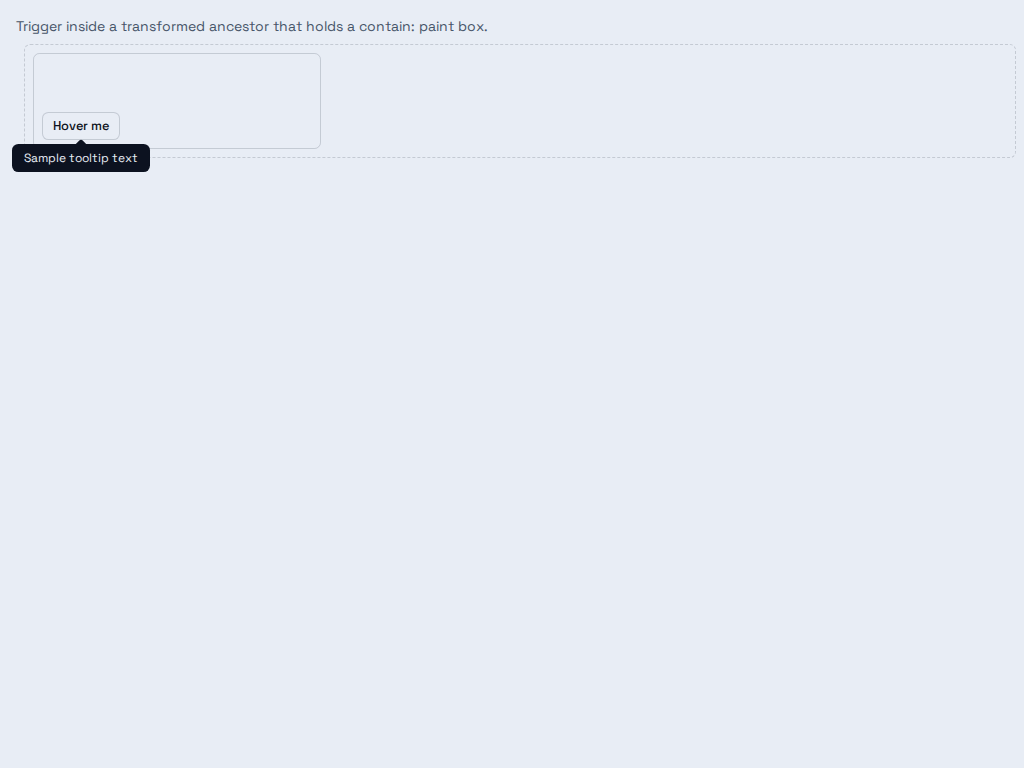 Trigger inside a transformed ancestor that holds a contain: paint box.
Hover me
Sample tooltip text